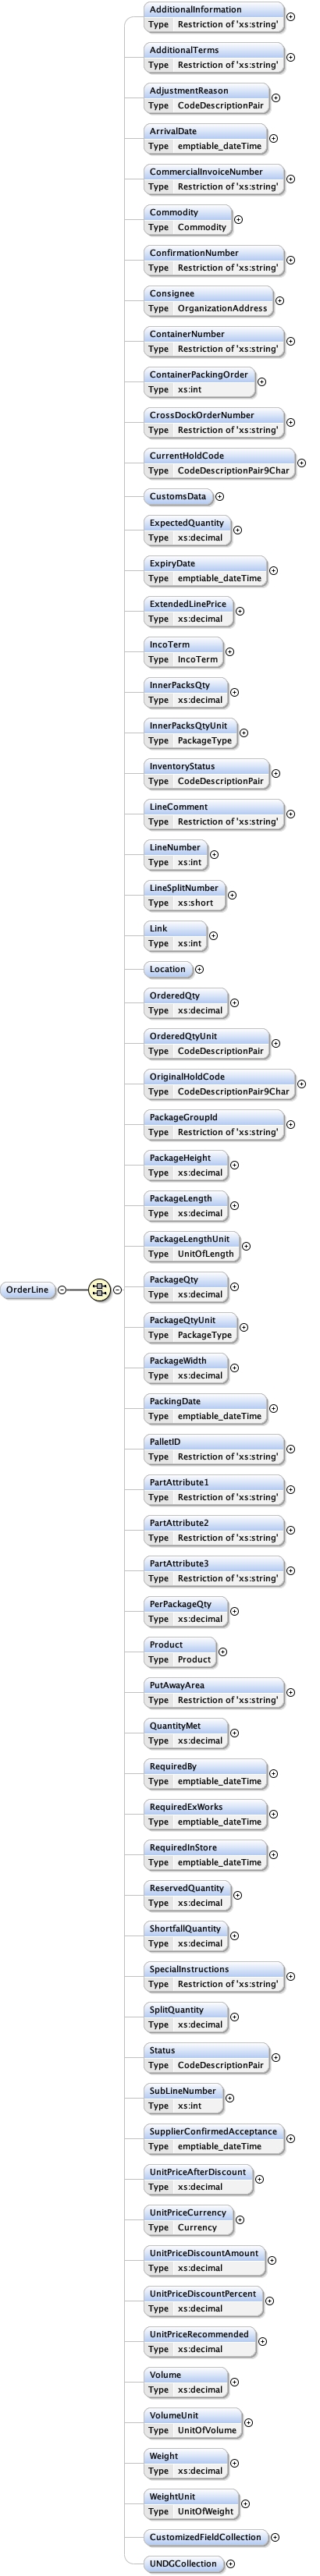 AdditionalInformation
Type Restriction of 'xs:string'
AdditionalTerms
Type Restriction of 'xs:string'
AdjustmentReason
Type CodeDescriptionPair
ArrivalDate
Type emptiable_dateTime
CommercialInvoiceNumber
Type Restriction of 'xs:string'
Commodity
Type Commodity
ConfirmationNumber
Type Restriction of 'xs:string'
Consignee
Type OrganizationAddress
ContainerNumber
Type Restriction of 'xs:string'
ContainerPackingOrder
Type xs:int
CrossDockOrderNumber
Type Restriction of 'xs:string'
CurrentHoldCode
Type CodeDescriptionPair9Char
CustomsData
ExpectedQuantity
Type xs:decimal
ExpiryDate
Type emptiable_dateTime
ExtendedLinePrice
Type xs:decimal
IncoTerm
Type IncoTerm
InnerPacksQty
Type xs:decimal
InnerPacksQtyUnit
Type PackageType
InventoryStatus
Type CodeDescriptionPair
LineComment
Type Restriction of 'xs:string'
LineNumber
Type xs:int
LineSplitNumber
Type xs:short
Link
Type xs:int
Location
OrderedQty
Type xs:decimal
OrderedQtyUnit
Type CodeDescriptionPair
OriginalHoldCode
Type CodeDescriptionPair9Char
PackageGroupId
Type Restriction of 'xs:string'
PackageHeight
Type xs:decimal
PackageLength
Type xs:decimal
PackageLengthUnit
Type UnitOfLength
OrderLine
PackageQty
Type xs:decimal
PackageQtyUnit
Type PackageType
PackageWidth
Type xs:decimal
PackingDate
Type emptiable_dateTime
PalletID
Type Restriction of 'xs:string'
PartAttribute1
Type Restriction of 'xs:string'
PartAttribute2
Type Restriction of 'xs:string'
PartAttribute3
Type Restriction of 'xs:string'
PerPackageQty
Type xs:decimal
Product
Type Product
PutAwayArea
Type Restriction of 'xs:string'
QuantityMet
Type xs:decimal
RequiredBy
Type emptiable_dateTime
RequiredExWorks
Type emptiable_dateTime
RequiredInStore
Type emptiable_dateTime
ReservedQuantity
Type xs:decimal
ShortfallQuantity
Type xs:decimal
SpecialInstructions
Type Restriction of 'xs:string'
SplitQuantity
Type xs:decimal
Status
Type CodeDescriptionPair
SubLineNumber
Type xs:int
SupplierConfirmedAcceptance
Type emptiable_dateTime
UnitPriceAfterDiscount
Type xs:decimal
UnitPriceCurrency
Type Currency
UnitPriceDiscountAmount
Type xs:decimal
UnitPriceDiscountPercent
Type xs:decimal
UnitPriceRecommended
Type xs:decimal
Volume
Type xs:decimal
VolumeUnit
Type UnitOfVolume
Weight
Type xs:decimal
WeightUnit
Type UnitOfWeight
CustomizedFieldCollection
UNDGCollection